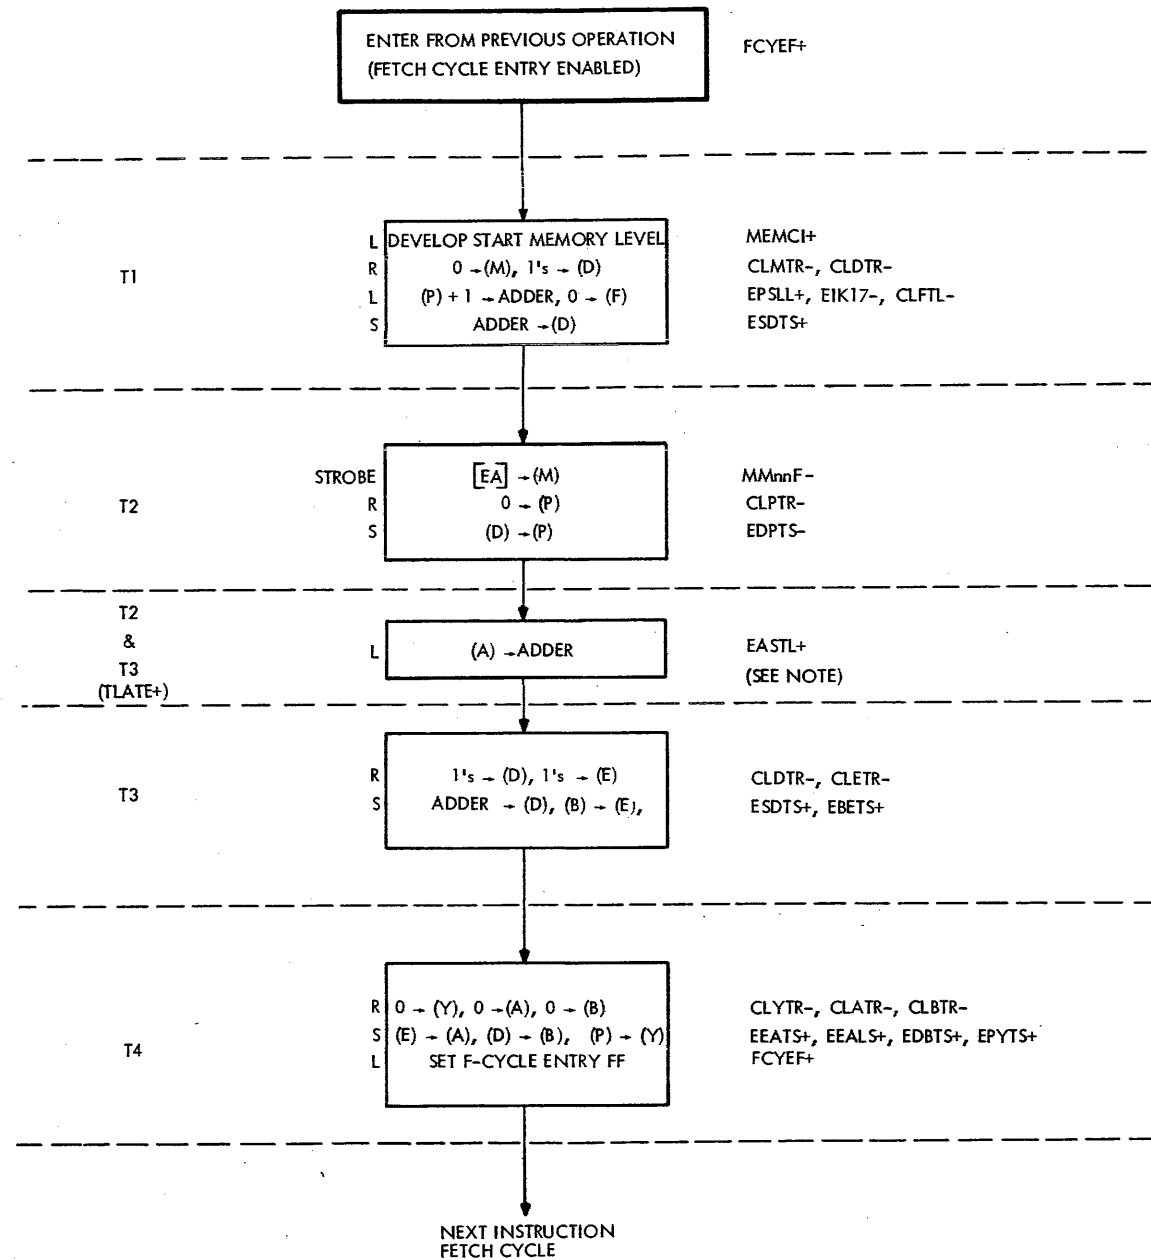 ENTER FROM PREVIOUS OPERATION
(FETCH CYCLE ENTRY ENABLED)
FCYEF+
T1
L DEVELOP START MEMORY LEVEL MEMCI+
R 0 → (M), 1's → (D) CLMTR-, CLDTR-
L (P) + 1 → ADDER, 0 → (F) EPSLL+, EIK17-, CLFTL-
S ADDER → (D) ESDTS+
T2
STROBE [EA] → (M) MMnnF-
R 0 → (P) CLPTR-
S (D) → (P) EDPTS-
T2
&
T3
(TLATE+)
L (A) → ADDER EASTL+
(SEE NOTE)
T3
R 1's → (D), 1's → (E) CLDTR-, CLETR-
S ADDER → (D), (B) → (E), ESDTS+, EBETS+
T4
R 0 → (Y), 0 → (A), 0 → (B) CLYTR-, CLATR-, CLBTR-
S (E) → (A), (D) → (B), (P) → (Y) EEATS+, EEALS+, EDBTS+, EPYTS+
L SET F-CYCLE ENTRY FF FCYEF+
NEXT INSTRUCTION
FETCH CYCLE